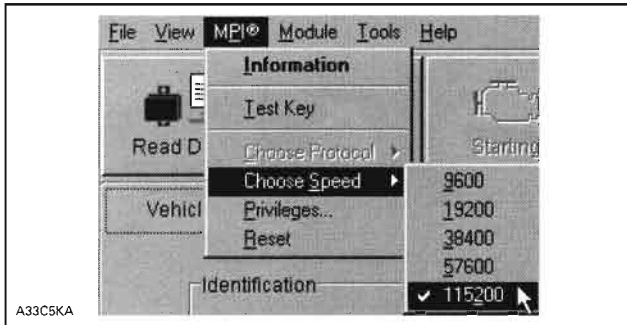 File View MPI® Module Tools Help
Information
Test Key
Read D
Choose Protocol
Starting
Choose Speed
9600
Vehicl
Privileges...
19200
Reset
38400
57600
Identification
115200
A33C5KA